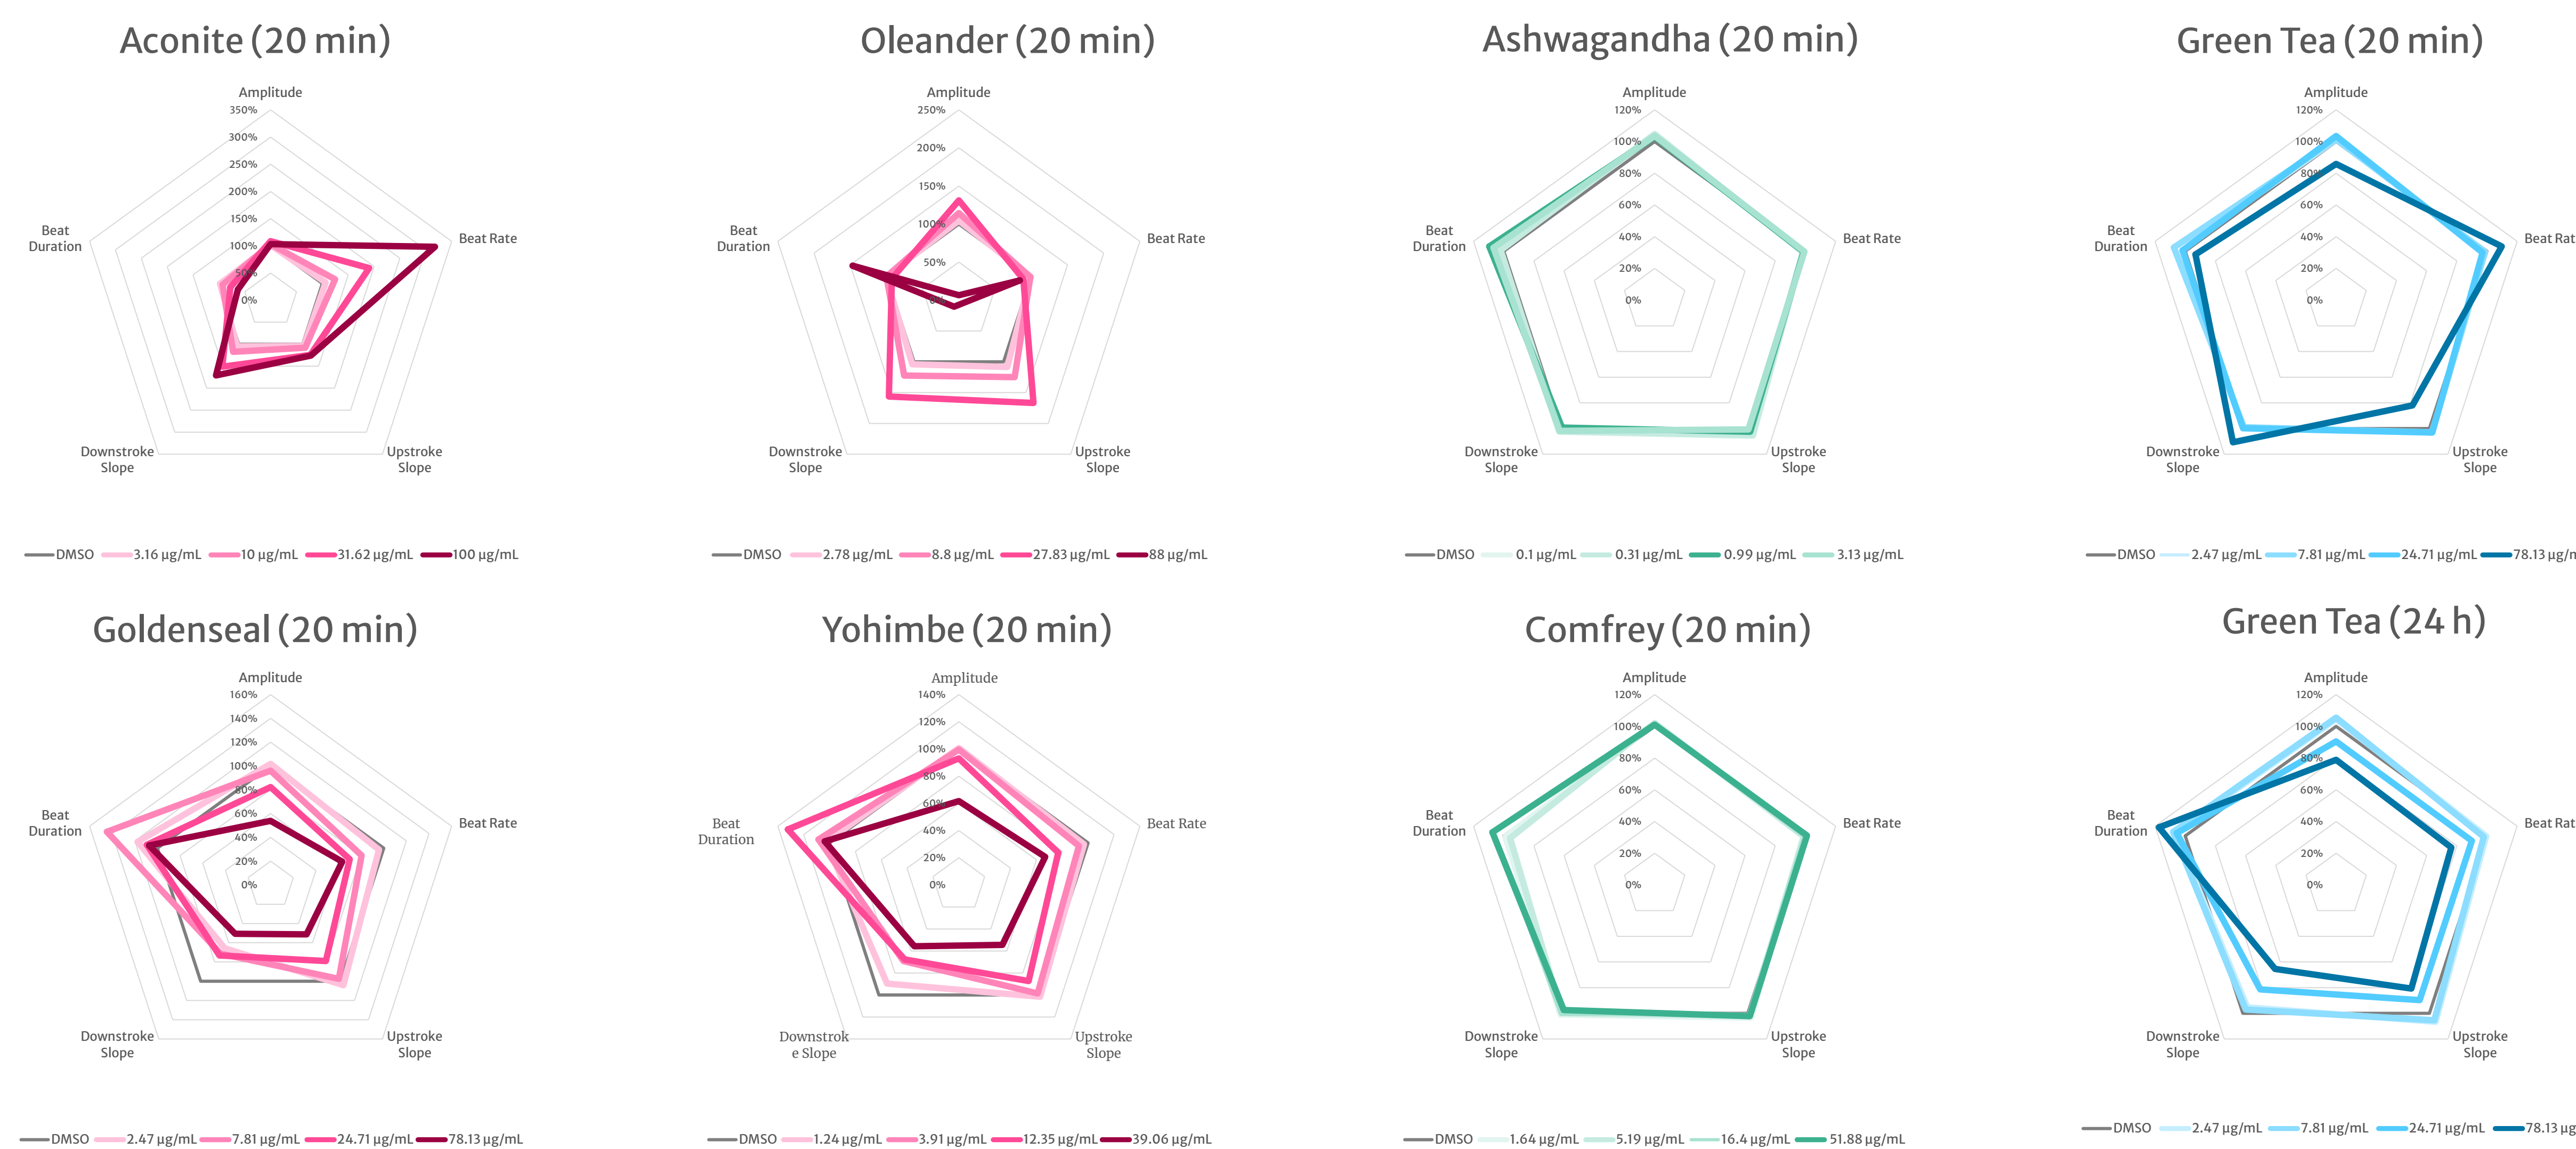 Aconite (20 min)
Amplitude
350%
300%
250%
200%
150%
100%
50%
0%
Beat Rate
Upstroke
Slope
Downstroke
Slope
Beat
Duration
DMSO 3.16 µg/mL 10 µg/mL 31.62 µg/mL 100 µg/mL
Oleander (20 min)
Amplitude
250%
200%
150%
100%
50%
0%
Beat Rate
Upstroke
Slope
Downstroke
Slope
Beat
Duration
DMSO 2.78 µg/mL 8.8 µg/mL 27.83 µg/mL 88 µg/mL
Ashwagandha (20 min)
Amplitude
120%
100%
80%
60%
40%
20%
0%
Beat Rate
Upstroke
Slope
Downstroke
Slope
Beat
Duration
DMSO 0.1 µg/mL 0.31 µg/mL 0.99 µg/mL 3.13 µg/mL
Green Tea (20 min)
Amplitude
120%
100%
80%
60%
40%
20%
0%
Beat Rat
Upstroke
Slope
Downstroke
Slope
Beat
Duration
DMSO 2.47 µg/mL 7.81 µg/mL 24.71 µg/mL 78.13 µg/m
Goldenseal (20 min)
Amplitude
160%
140%
120%
100%
80%
60%
40%
20%
0%
Beat Rate
Upstroke
Slope
Downstroke
Slope
Beat
Duration
DMSO 2.47 µg/mL 7.81 µg/mL 24.71 µg/mL 78.13 µg/mL
Yohimbe (20 min)
Amplitude
140%
120%
100%
80%
60%
40%
20%
0%
Beat Rate
Upstroke
Slope
Downstrok
e Slope
Beat
Duration
DMSO 1.24 µg/mL 3.91 µg/mL 12.35 µg/mL 39.06 µg/mL
Comfrey (20 min)
Amplitude
120%
100%
80%
60%
40%
20%
0%
Beat Rate
Upstroke
Slope
Downstroke
Slope
Beat
Duration
DMSO 1.64 µg/mL 5.19 µg/mL 16.4 µg/mL 51.88 µg/mL
Green Tea (24 h)
Amplitude
120%
100%
80%
60%
40%
20%
0%
Beat Rat
Upstroke
Slope
Downstroke
Slope
Beat
Duration
DMSO 2.47 µg/mL 7.81 µg/mL 24.71 µg/mL 78.13 µg